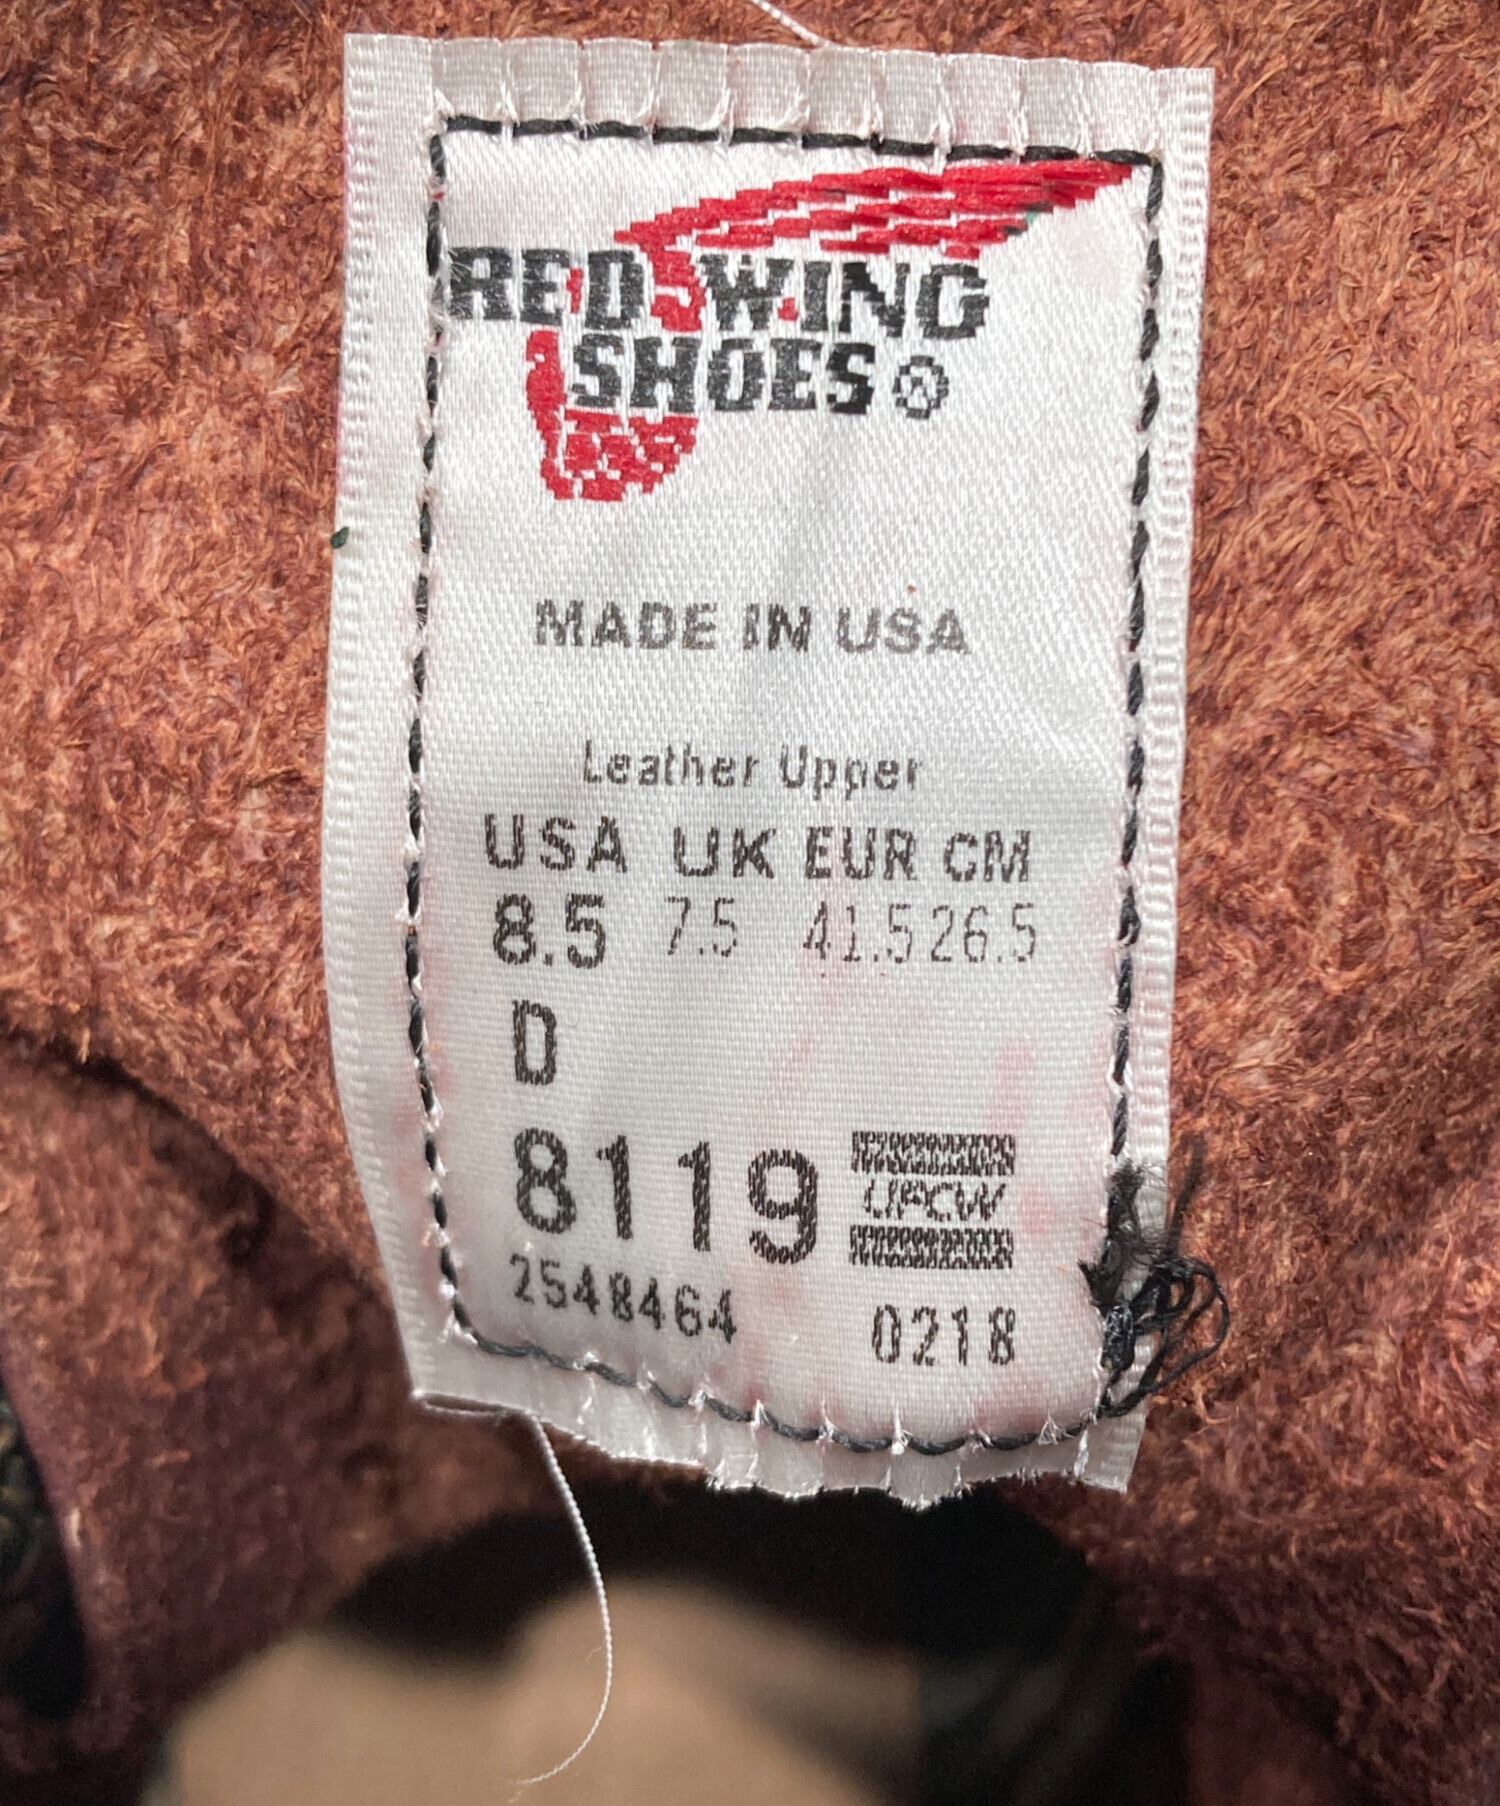 RED WING
SHOES®
MADE IN USA
Leather Upper
USA UK EUR CM
8.5 7.5 41.5 26.5
D
8119 UFCW
2548464 0218